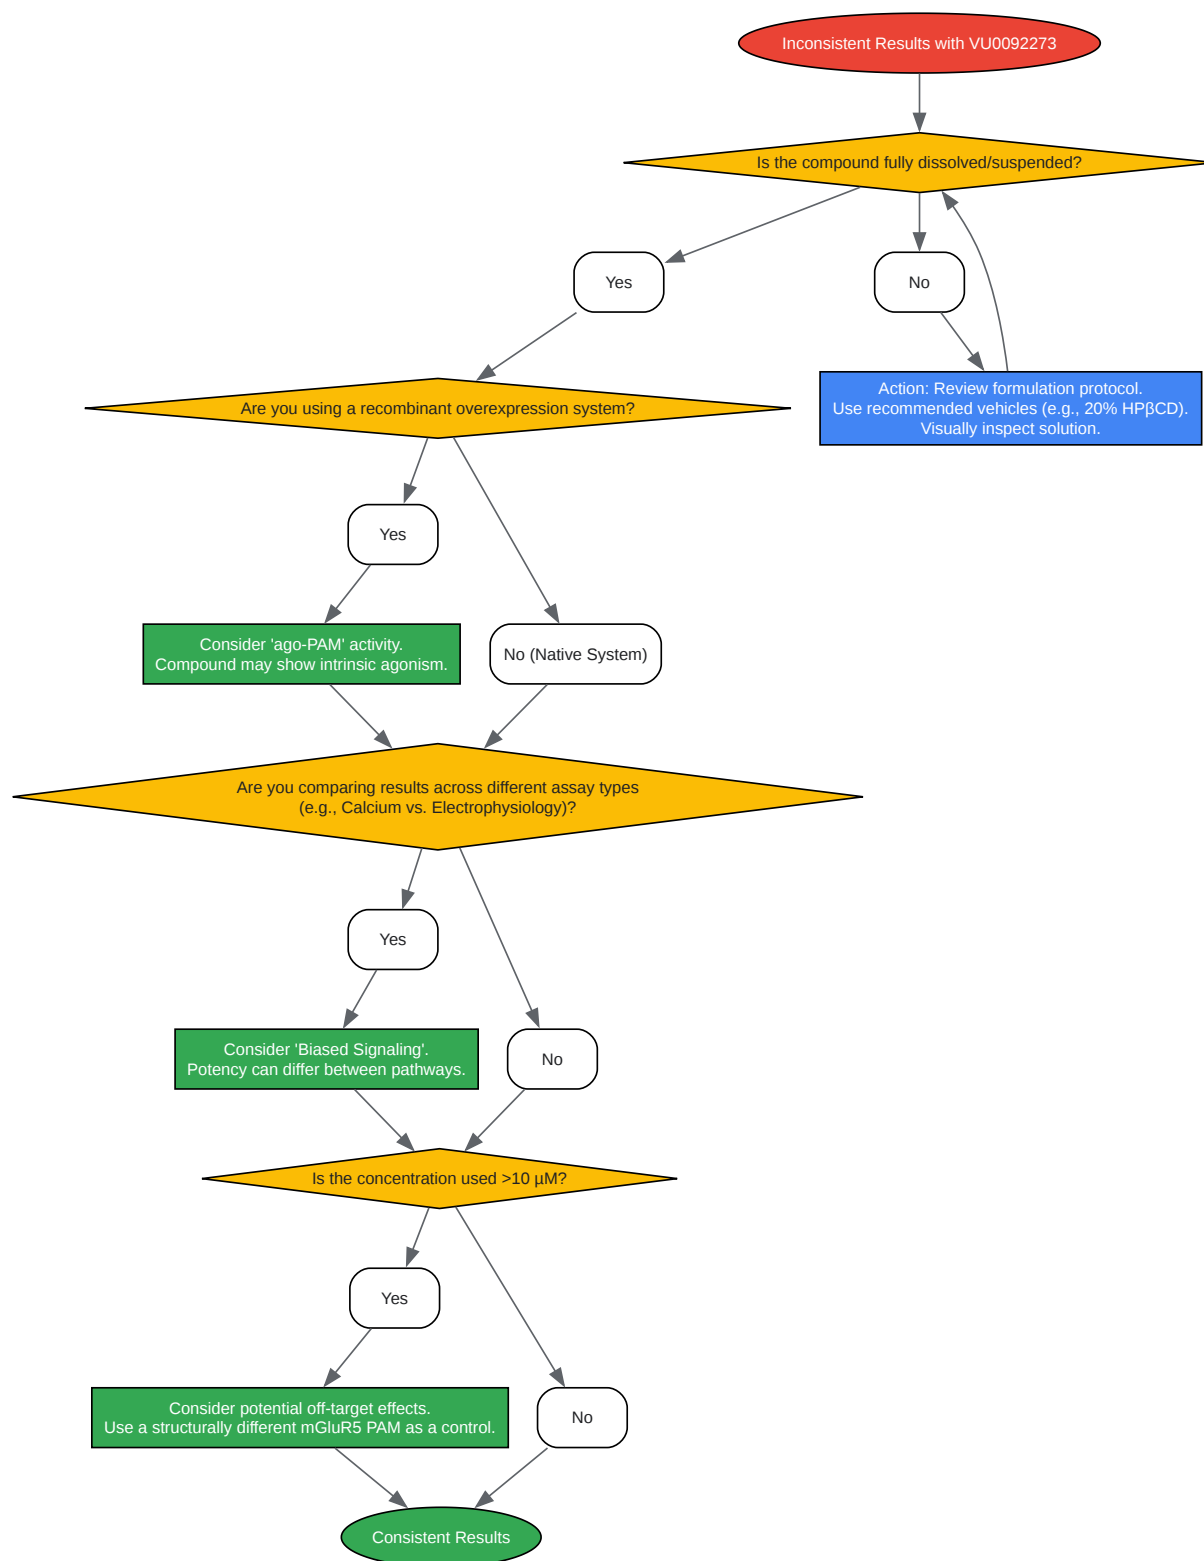 Inconsistent Results with VU0092273
Is the compound fully dissolved/suspended?
Yes
No
Action: Review formulation protocol.
Use recommended vehicles (e.g., 20% HPβCD).
Visually inspect solution.
Are you using a recombinant overexpression system?
Yes
Consider 'ago-PAM' activity.
Compound may show intrinsic agonism.
No (Native System)
Are you comparing results across different assay types
(e.g., Calcium vs. Electrophysiology)?
Yes
Consider 'Biased Signaling'.
Potency can differ between pathways.
No
Is the concentration used >10 µM?
Yes
Consider potential off-target effects.
Use a structurally different mGluR5 PAM as a control.
No
Consistent Results